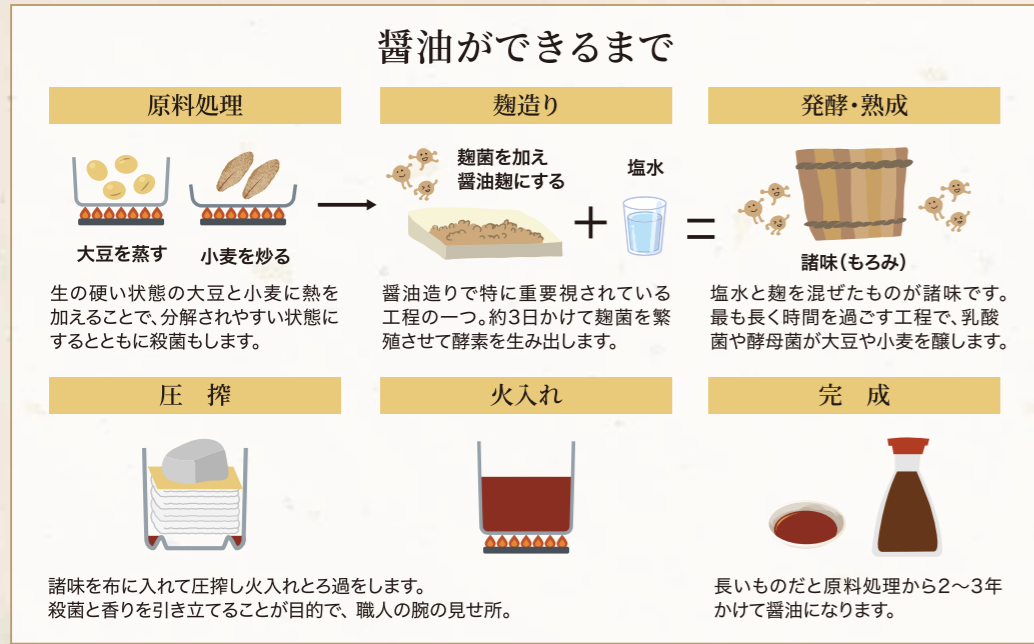 醤油ができるまで
原料処理
大豆を蒸す
小麦を炒る
生の硬い状態の大豆と小麦に熱を
加えることで、分解されやすい状態に
するとともに殺菌もします。
麹造り
麹菌を加え
醤油麹にする
塩水
醤油造りで特に重要視されている
工程の一つ。約3日かけて麹菌を繁
殖させて酵素を生み出します。
発酵・熟成
諸味（もろみ）
塩水と麹を混ぜたものが諸味です。
最も長く時間を過ごす工程で、乳酸
菌や酵母菌が大豆や小麦を醸します。
圧　搾
火入れ
諸味を布に入れて圧搾し火入れとろ過をします。
殺菌と香りを引き立てることが目的で、職人の腕の見せ所。
完　成
長いものだと原料処理から2〜3年
かけて醤油になります。